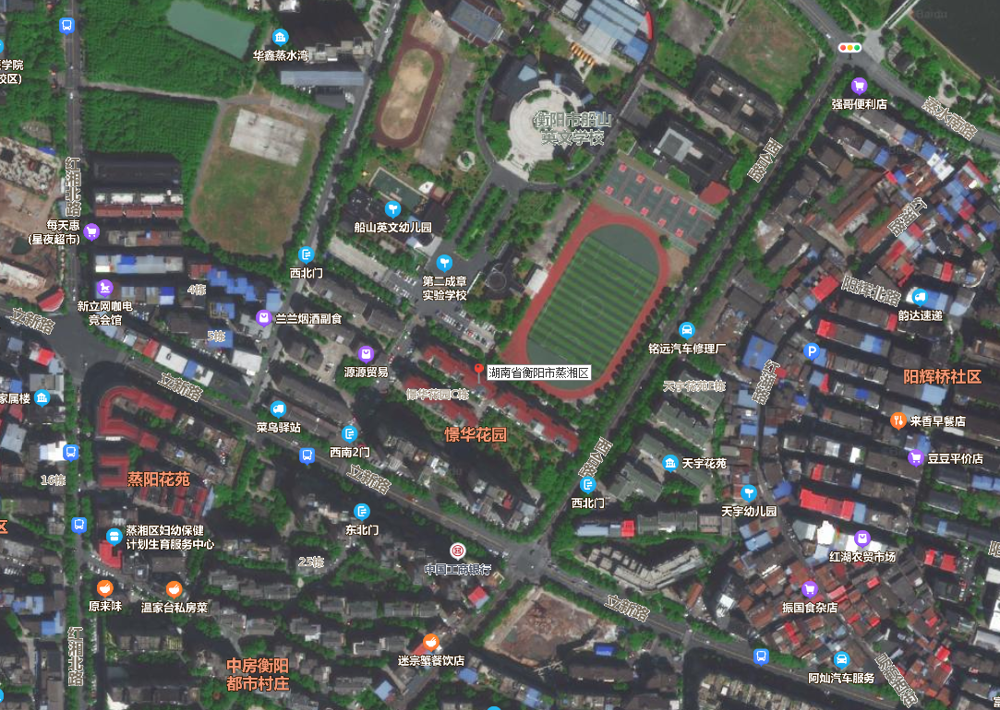 Baidu
华鑫蒸水湾
学院
校区)
强哥便利店
蒸水南路
衡阳市船山
英文学校
红湘北路
船山英文幼儿园
每天惠
(星夜超市)
西北门
第二成章
实验学校
4栋
新立网咖电
竞会馆
兰兰烟酒副食
阳辉北路
韵达速递
立新路
5栋
铭远汽车修理厂
源源贸易
湖南省衡阳市蒸湘区
阳辉桥社区
立新路
憬华花园C栋
天宇花苑E栋
家属楼
菜鸟驿站
憬华花园
来香早餐店
西南2门
豆豆平价店
天宇花苑
16栋
蒸阳花苑
立新路
西北门
天宇幼儿园
区
东北门
蒸湘区妇幼保健
计划生育服务中心
25栋
中国工商银行
红湖农贸市场
原来味
温家台私房菜
立新路
振国食杂店
红湘北路
迷宗蟹餐饮店
中房衡阳
都市村庄
阿灿汽车服务